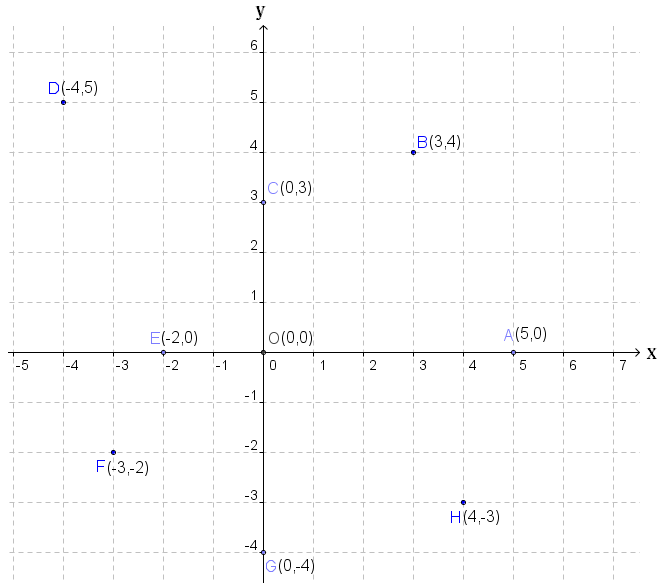 y
6
D(-4,5)
5
B(3,4)
4
C(0,3)
3
2
1
E(-2,0)
O(0,0)
A(5,0)
x
-5 -4 -3 -2 -1 0 1 2 3 4 5 6 7
-1
-2
F(-3,-2)
-3
H(4,-3)
-4
G(0,-4)